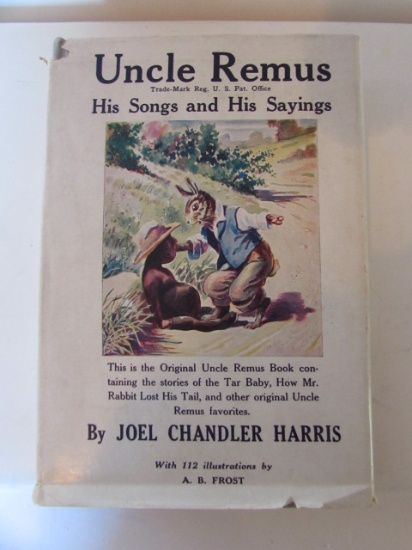 Uncle Remus
Trade-Mark Reg. U. S. Pat. Office
His Songs and His Sayings
This is the Original Uncle Remus Book con-
taining the stories of the Tar Baby, How Mr.
Rabbit Lost His Tail, and other original Uncle
Remus favorites.
By JOEL CHANDLER HARRIS
With 112 illustrations by
A. B. FROST